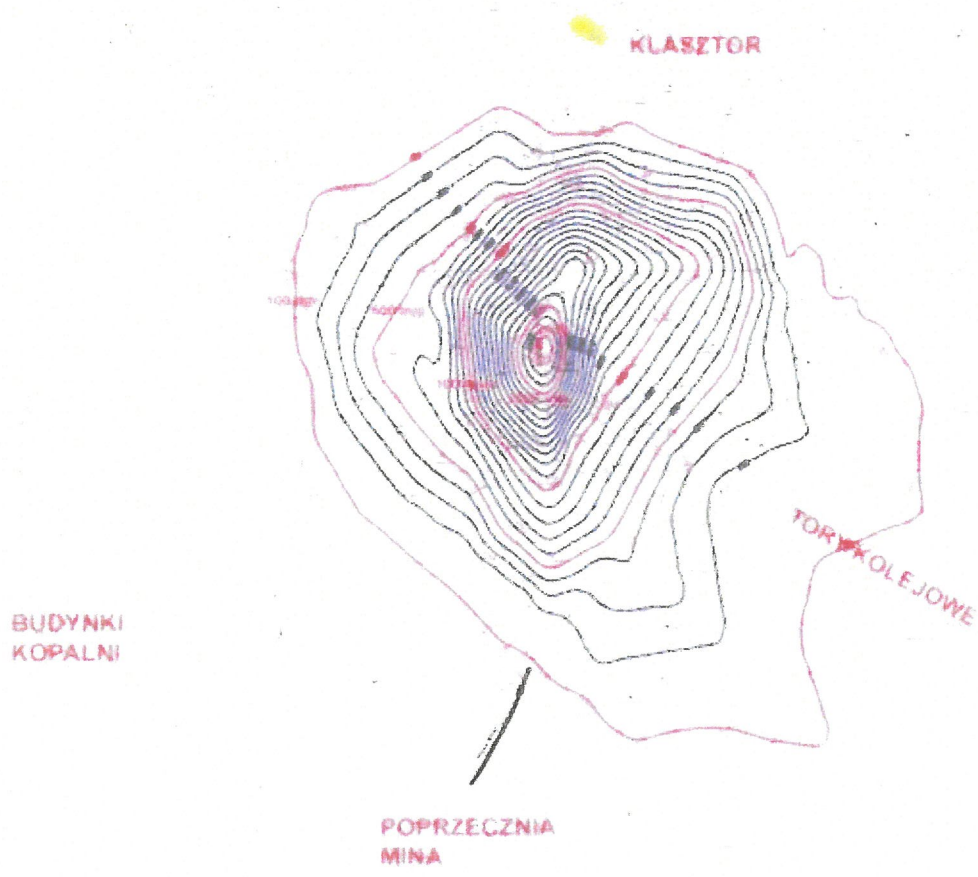 KLASZTOR
TORY KOLEJOWE
BUDYNKI
KOPALNI
POPRZECZNIA
MINA